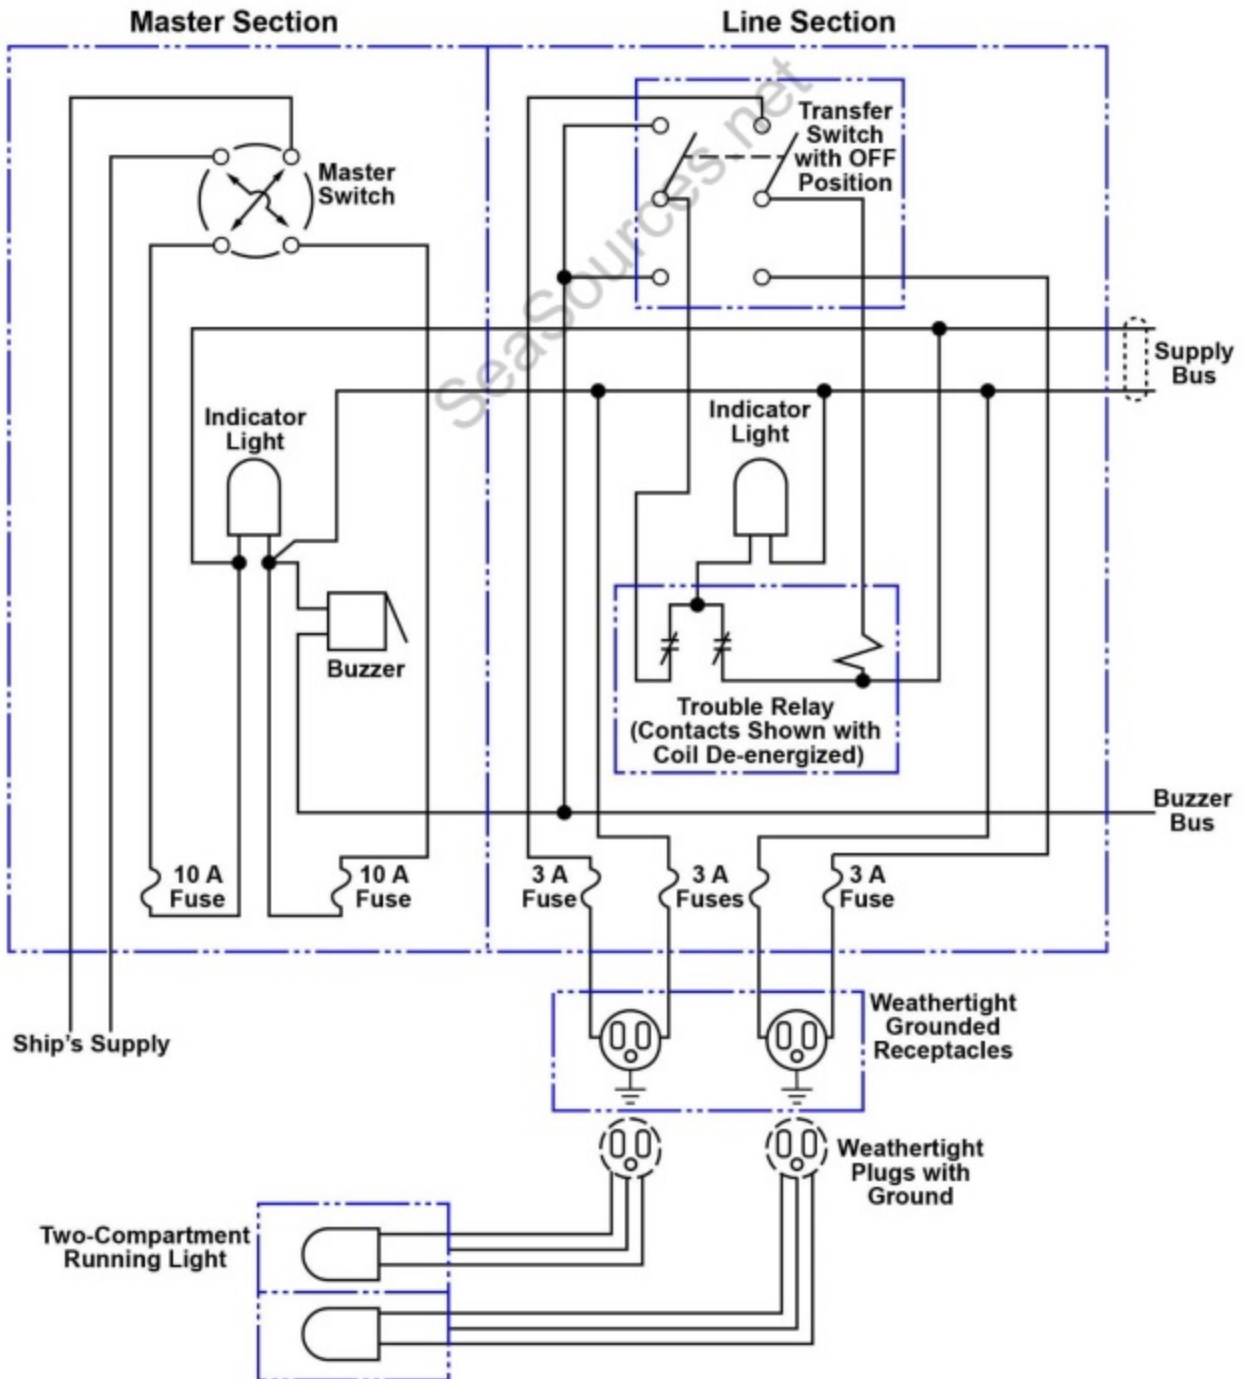 Master Section
Line Section
SeaSources.net
Transfer
Switch
with OFF
Position
Master
Switch
Supply
Bus
Indicator
Light
Indicator
Light
Buzzer
Trouble Relay
(Contacts Shown with
Coil De-energized)
Buzzer
Bus
10 A
Fuse
10 A
Fuse
3 A
Fuse
3 A
Fuses
3 A
Fuse
Ship's Supply
Weathertight
Grounded
Receptacles
Weathertight
Plugs with
Ground
Two-Compartment
Running Light